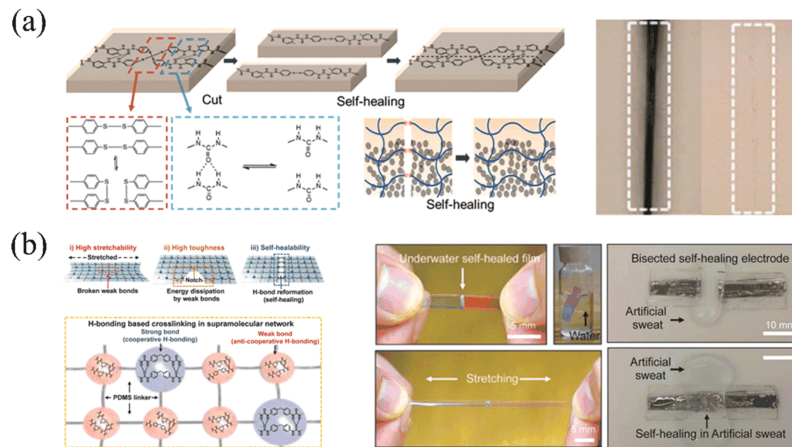 (a)
Cut
Self-healing
S—S
S—S
S S
S S
H H
N N
C
O
H H
N N
C
O
H H
N N
C
O
H H
N N
C
O
Self-healing
(b)
i) High stretchability
ii) High toughness
iii) Self-healability
Stretched
Notch
Broken weak bonds
Energy dissipation
by weak bonds
H-bond reformation
(self-healing)
H-bonding based crosslinking in supramolecular network
Strong bond
(cooperative H-bonding)
Weak bond
(anti-cooperative H-bonding)
PDMS linker
Underwater self-healed film
5 mm
Water
Stretching
5 mm
Bisected self-healing electrode
Artificial
sweat
10 mm
Artificial
sweat
Self-healing in Artificial sweat